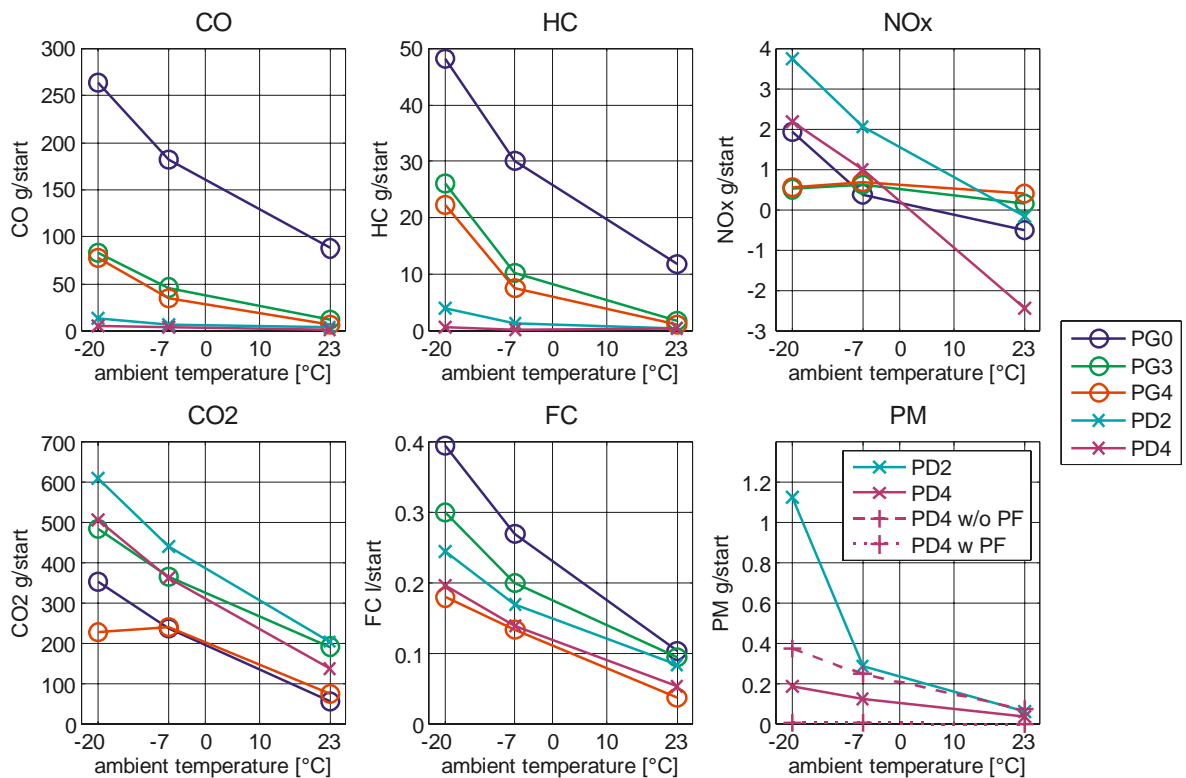 CO
HC
NOx
300
250
200
150
100
50
0
CO g/start
-20 -7 0 10 23
ambient temperature [°C]
50
40
30
20
10
0
HC g/start
-20 -7 0 10 23
ambient temperature [°C]
4
3
2
1
0
-1
-2
-3
NOx g/start
-20 -7 0 10 23
ambient temperature [°C]
PG0
PG3
PG4
PD2
PD4
CO2
FC
PM
700
600
500
400
300
200
100
0
CO2 g/start
-20 -7 0 10 23
ambient temperature [°C]
0.4
0.3
0.2
0.1
0
FC l/start
-20 -7 0 10 23
ambient temperature [°C]
1.2
1
0.8
0.6
0.4
0.2
0
PM g/start
PD2
PD4
PD4 w/o PF
PD4 w PF
-20 -7 0 10 23
ambient temperature [°C]